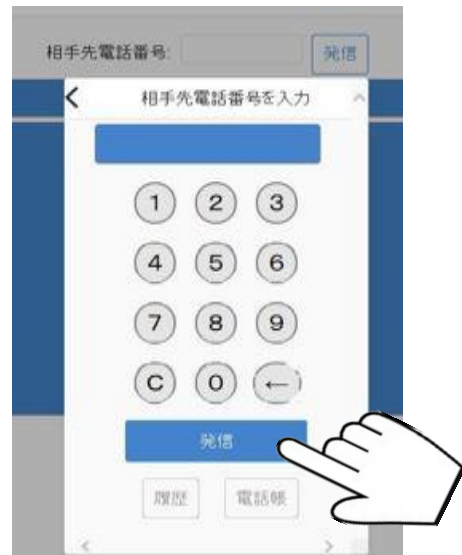 相手先電話番号: 発信
相手先電話番号を入力
1 2 3
4 5 6
7 8 9
C 0 ←
発信
履歴 電話帳